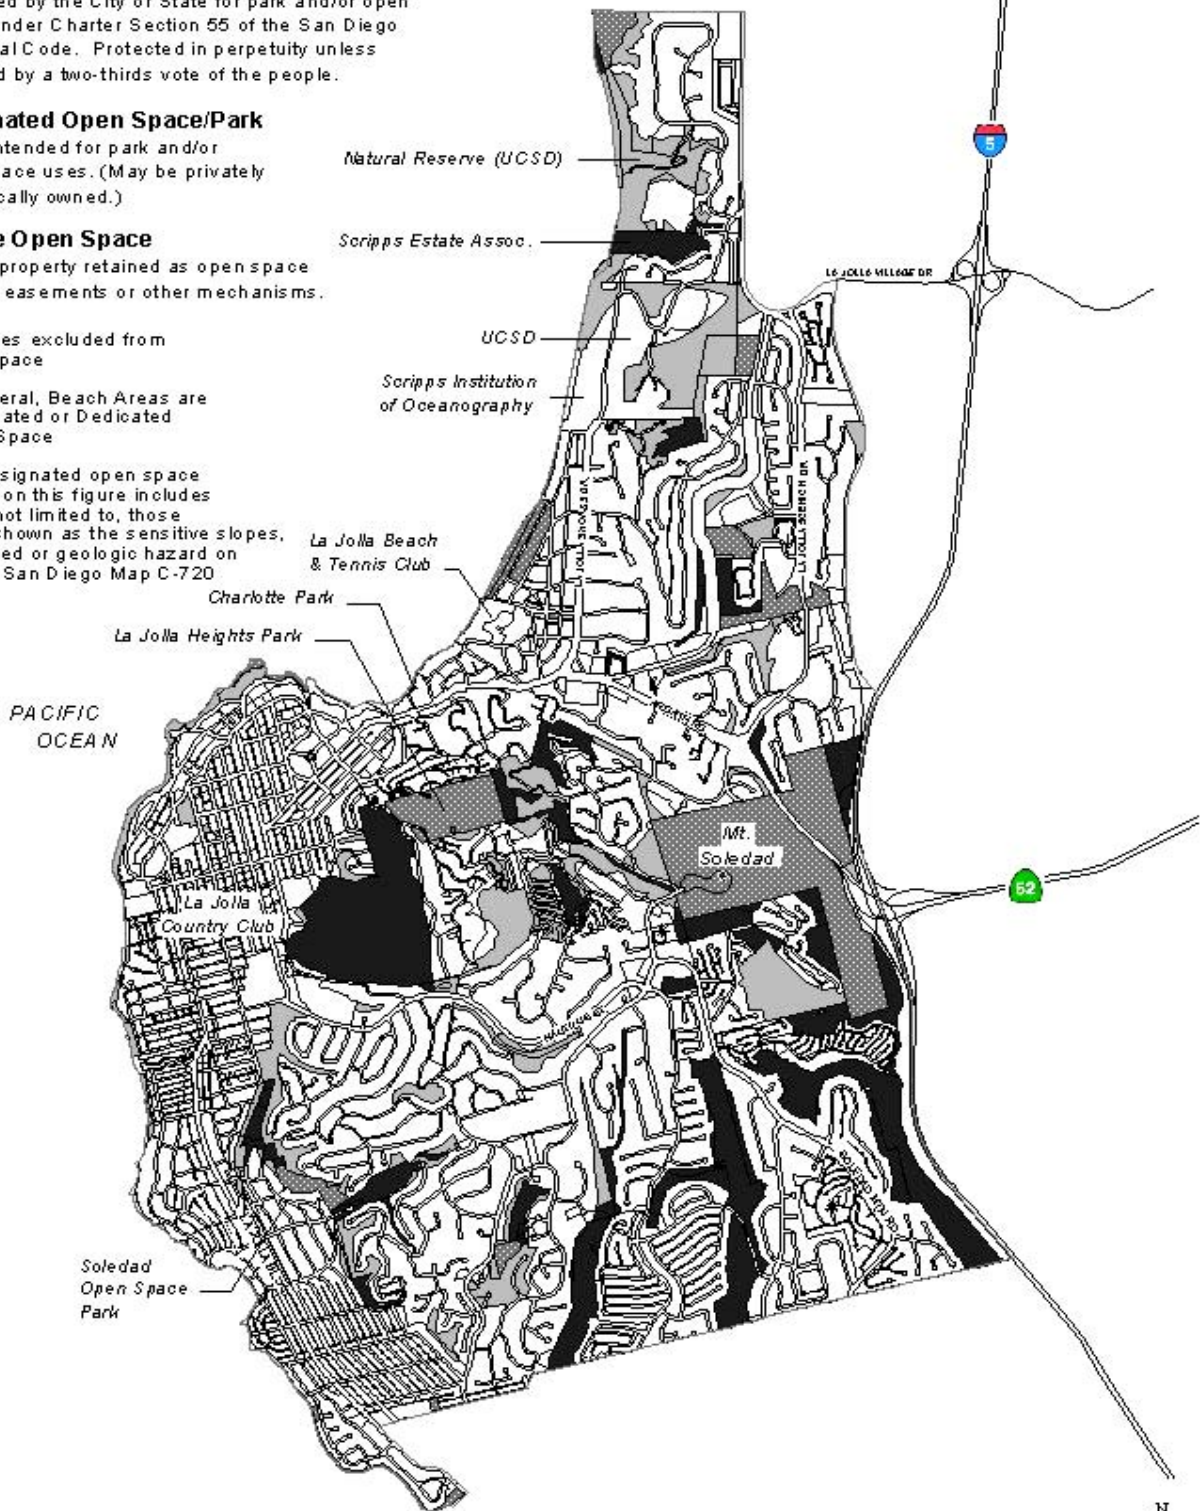 ed by the City or State for park and/or open
nder Charter Section 55 of the San Diego
al Code. Protected in perpetuity unless
d by a two-thirds vote of the people.
nated Open Space/Park
ntended for park and/or
ace uses. (May be privately
cally owned.)
e Open Space
property retained as open space
easements or other mechanisms.
es excluded from
pace
eral, Beach Areas are
ated or Dedicated
Space
signated open space
on this figure includes
not limited to, those
shown as the sensitive slopes,
ed or geologic hazard on
San Diego Map C-720
Natural Reserve (UCSD)
Scripps Estate Assoc.
UCSD
Scripps Institution
of Oceanography
La Jolla Beach
& Tennis Club
Charlotte Park
La Jolla Heights Park
PACIFIC
OCEAN
5
LA JOLLA VILLAGE DR
LA JOLLA SHORES DR
LA JOLLA SCENIC DR
Mt.
Soledad
52
La Jolla
Country Club
NAUTILUS ST
SOLEDAD MTN RD
Soledad
Open Space
Park
N